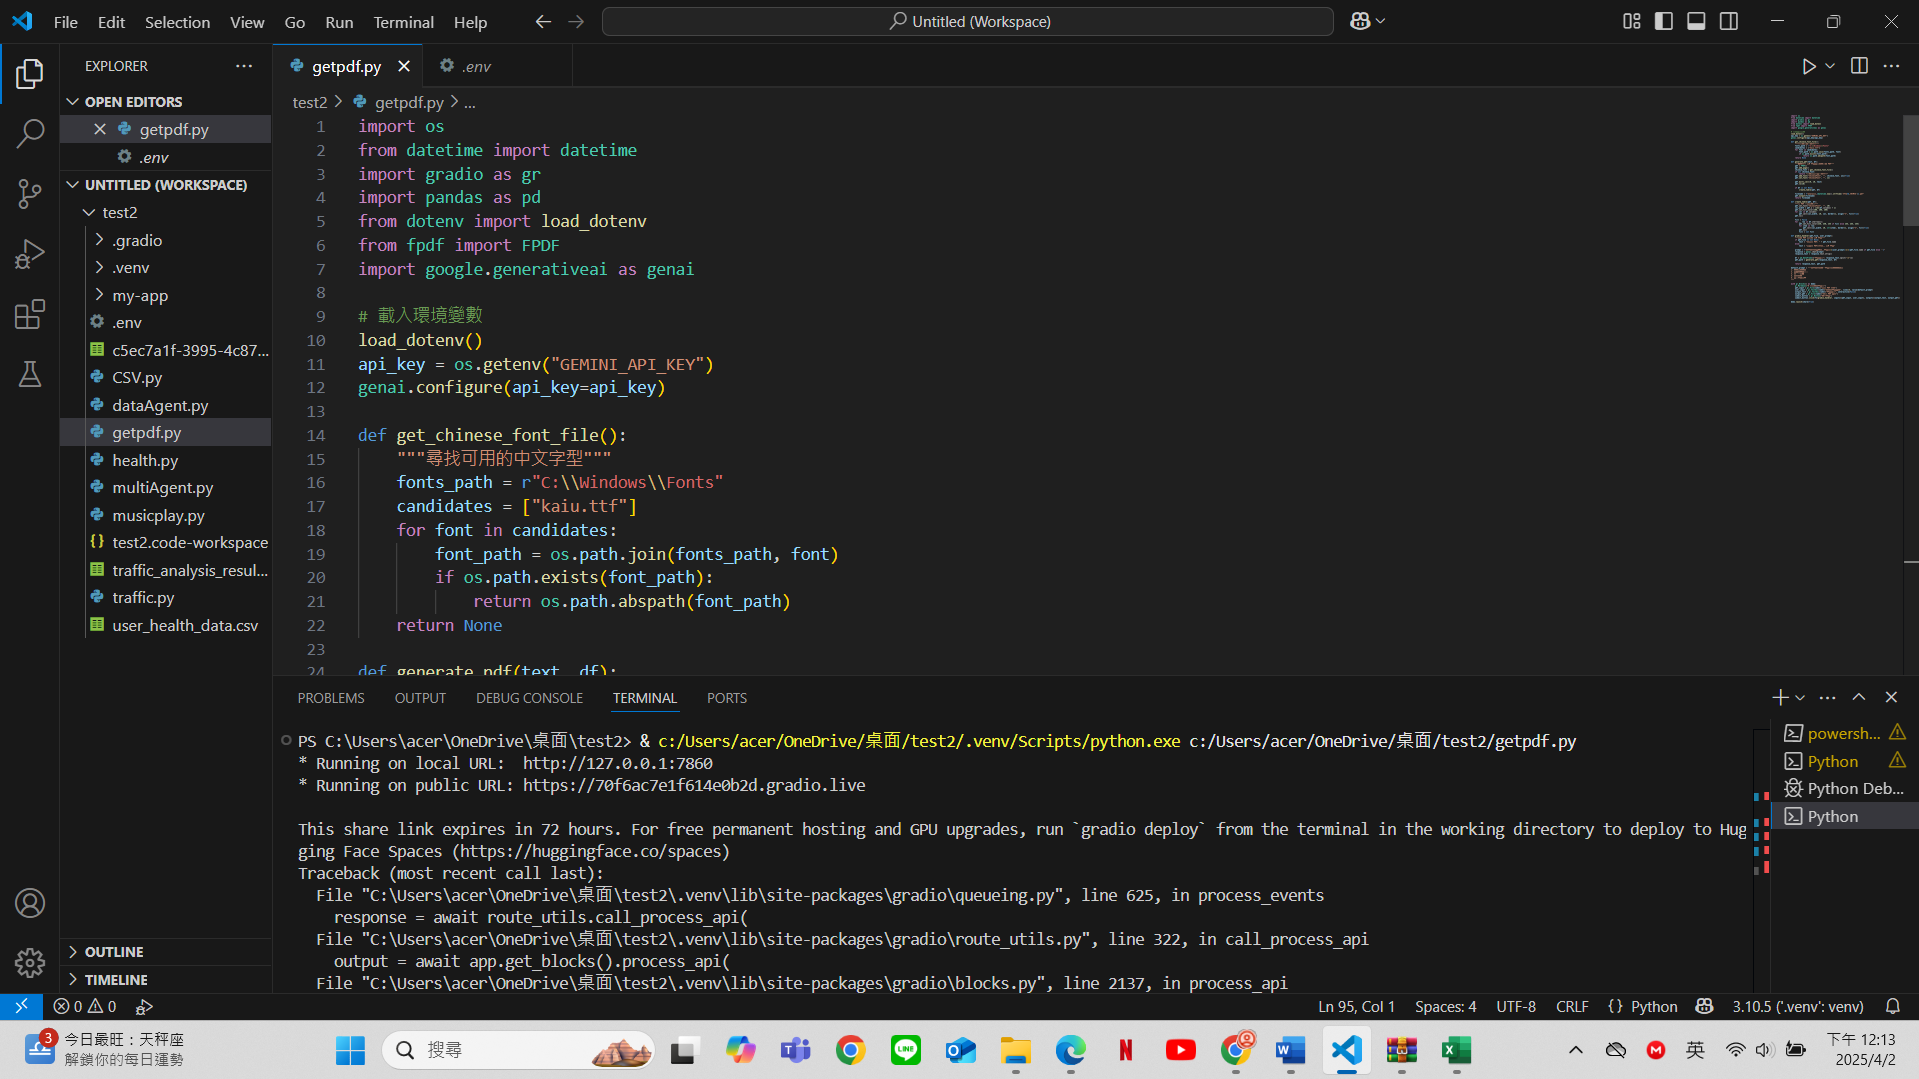 File Edit Selection View Go Run Terminal Help
Untitled (Workspace)
EXPLORER
OPEN EDITORS
getpdf.py
.env
UNTITLED (WORKSPACE)
test2
.gradio
.venv
my-app
.env
c5ec7a1f-3995-4c87...
CSV.py
dataAgent.py
getpdf.py
health.py
multiAgent.py
musicplay.py
test2.code-workspace
traffic_analysis_resul...
traffic.py
user_health_data.csv
OUTLINE
TIMELINE
getpdf.py
.env
test2 > getpdf.py > ...
1 import os
2 from datetime import datetime
3 import gradio as gr
4 import pandas as pd
5 from dotenv import load_dotenv
6 from fpdf import FPDF
7 import google.generativeai as genai
8
9 # 載入環境變數
10 load_dotenv()
11 api_key = os.getenv("GEMINI_API_KEY")
12 genai.configure(api_key=api_key)
13
14 def get_chinese_font_file():
15 """尋找可用的中文字型"""
16 fonts_path = r"C:\\Windows\\Fonts"
17 candidates = ["kaiu.ttf"]
18 for font in candidates:
19 font_path = os.path.join(fonts_path, font)
20 if os.path.exists(font_path):
21 return os.path.abspath(font_path)
22 return None
23
24 def generate_pdf(text, df):
PROBLEMS OUTPUT DEBUG CONSOLE TERMINAL PORTS
PS C:\Users\acer\OneDrive\桌面\test2> & c:/Users/acer/OneDrive/桌面/test2/.venv/Scripts/python.exe c:/Users/acer/OneDrive/桌面/test2/getpdf.py
* Running on local URL:  http://127.0.0.1:7860
* Running on public URL: https://70f6ac7e1f614e0b2d.gradio.live
This share link expires in 72 hours. For free permanent hosting and GPU upgrades, run `gradio deploy` from the terminal in the working directory to deploy to Hug
ging Face Spaces (https://huggingface.co/spaces)
Traceback (most recent call last):
File "C:\Users\acer\OneDrive\桌面\test2\.venv\lib\site-packages\gradio\queueing.py", line 625, in process_events
response = await route_utils.call_process_api(
File "C:\Users\acer\OneDrive\桌面\test2\.venv\lib\site-packages\gradio\route_utils.py", line 322, in call_process_api
output = await app.get_blocks().process_api(
File "C:\Users\acer\OneDrive\桌面\test2\.venv\lib\site-packages\gradio\blocks.py", line 2137, in process_api
powersh...
Python
Python Deb...
Python
0 0
Ln 95, Col 1 Spaces: 4 UTF-8 CRLF {} Python 3.10.5 ('.venv': venv)
3
今日最旺：天秤座
解鎖你的每日運勢
搜尋
英
下午 12:13
2025/4/2